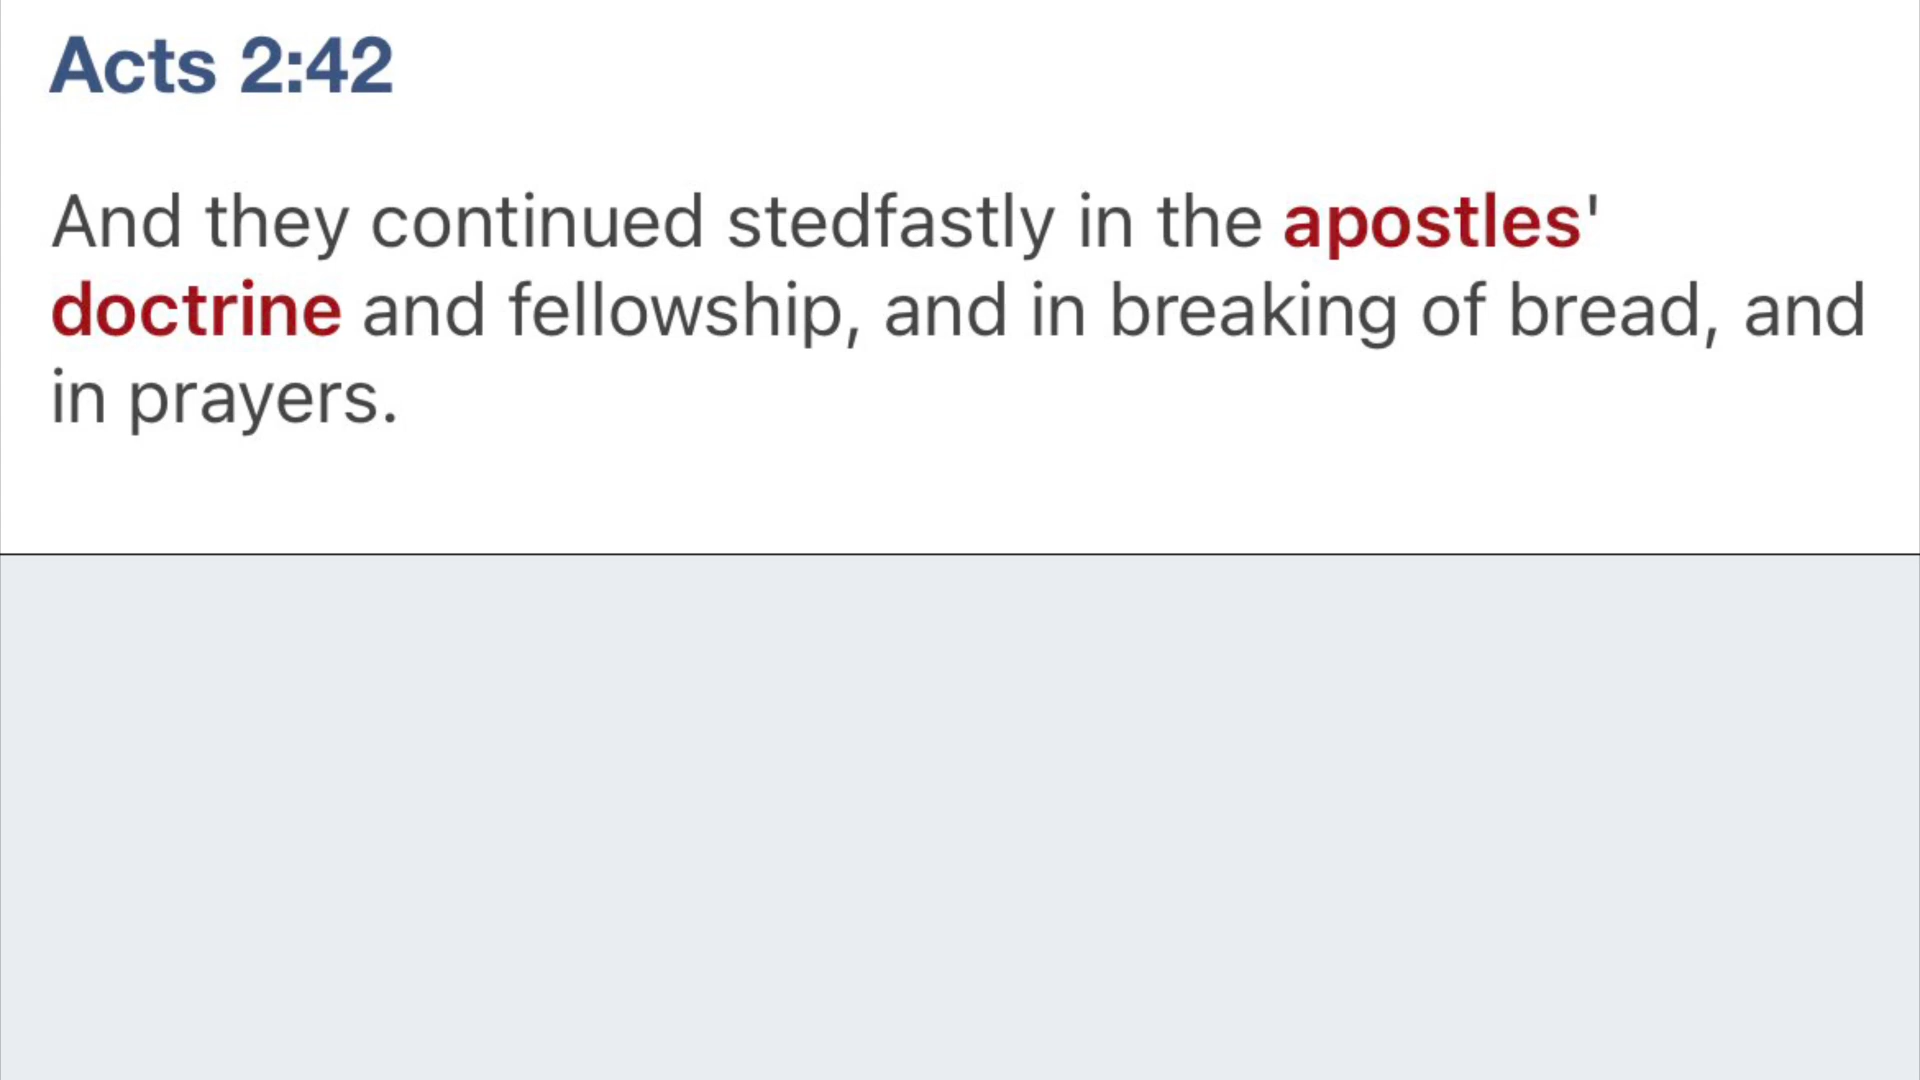 Acts 2:42
And they continued stedfastly in the apostles'
doctrine and fellowship, and in breaking of bread, and
in prayers.